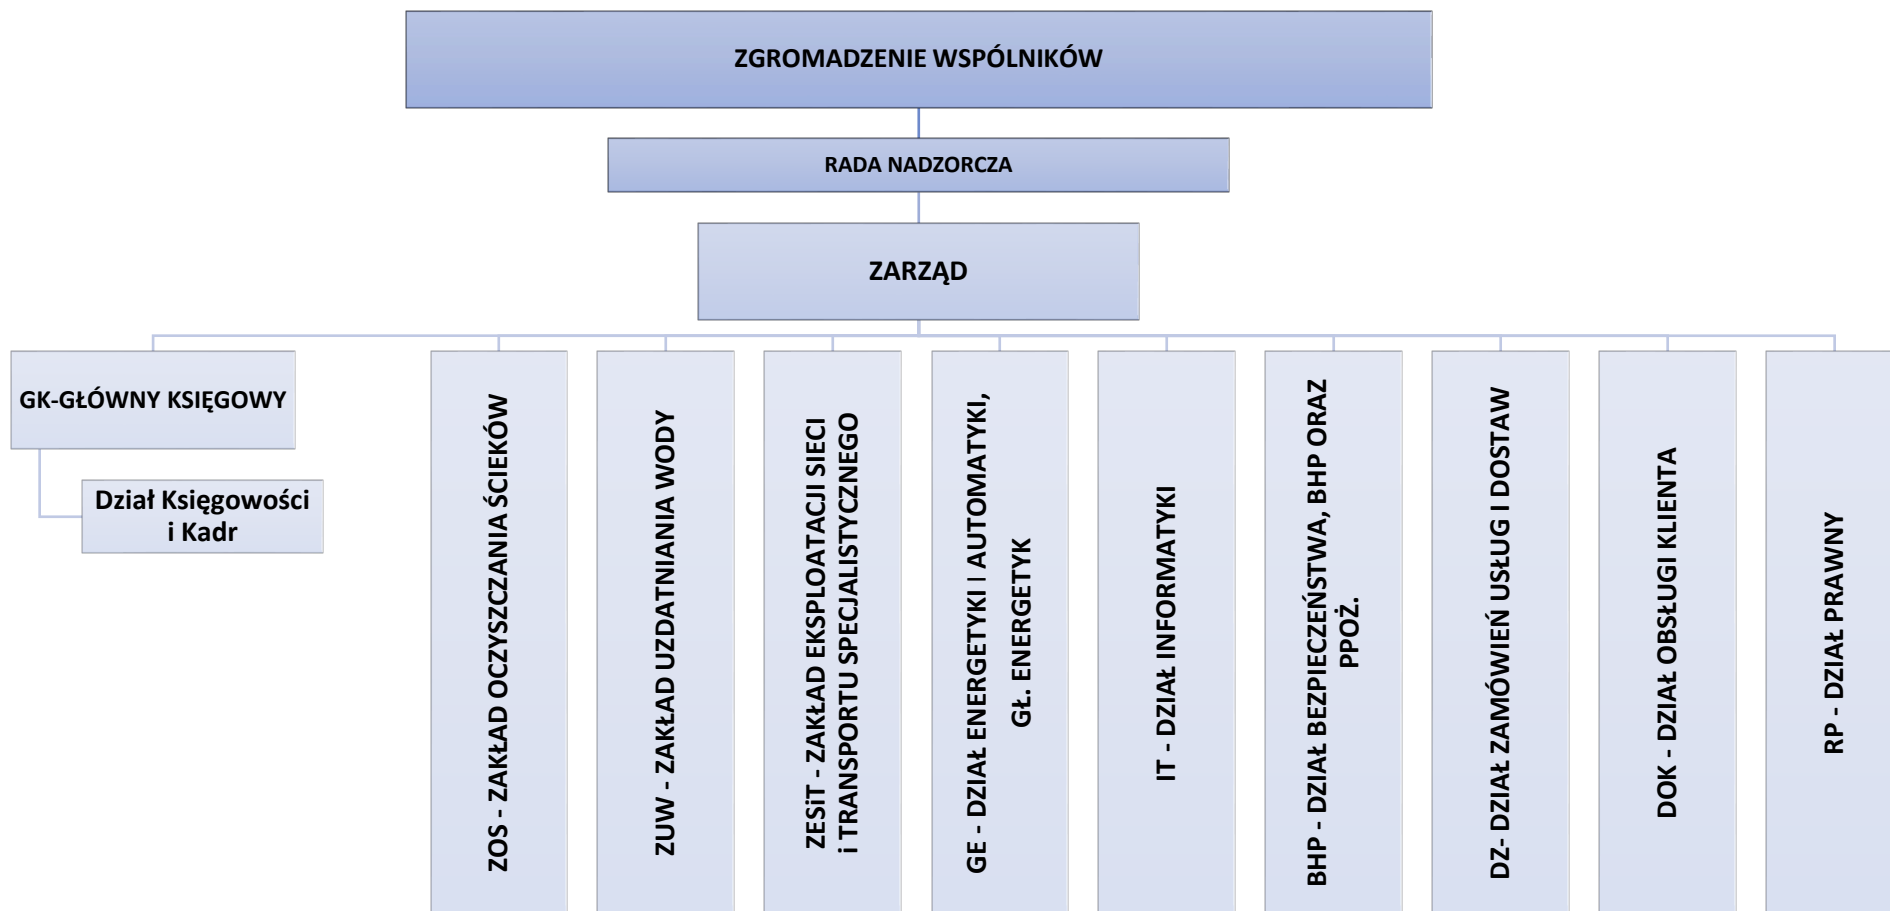 ZGROMADZENIE WSPÓLNIKÓW
RADA NADZORCZA
ZARZĄD
GK-GŁÓWNY KSIĘGOWY
Dział Księgowości
i Kadr
ZOS - ZAKŁAD OCZYSZCZANIA ŚCIEKÓW
ZUW - ZAKŁAD UZDATNIANIA WODY
ZESiT - ZAKŁAD EKSPLOATACJI SIECI
i TRANSPORTU SPECJALISTYCZNEGO
GE - DZIAŁ ENERGETYKI I AUTOMATYKI,
GŁ. ENERGETYK
IT - DZIAŁ INFORMATYKI
BHP - DZIAŁ BEZPIECZEŃSTWA, BHP ORAZ
PPOŻ.
DZ- DZIAŁ ZAMÓWIEŃ USŁUG I DOSTAW
DOK - DZIAŁ OBSŁUGI KLIENTA
RP - DZIAŁ PRAWNY